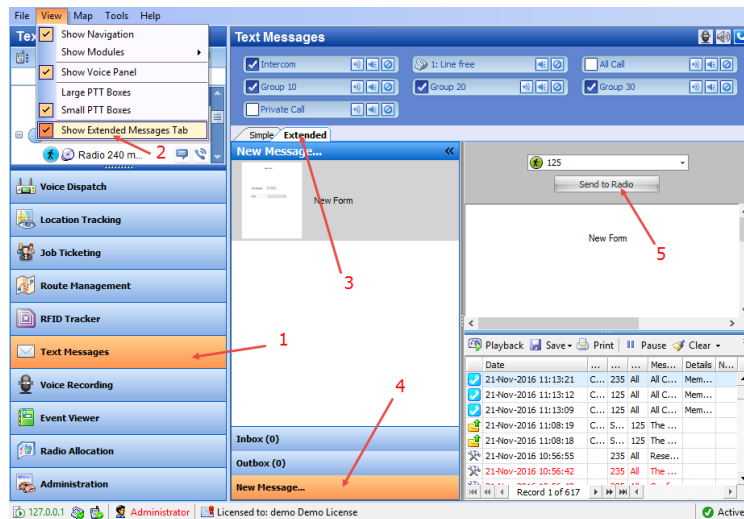 File View Map Tools Help
Show Navigation
Show Modules
Show Voice Panel
Large PTT Boxes
Small PTT Boxes
Show Extended Messages Tab
2
Radio 240 m...
Voice Dispatch
Location Tracking
Job Ticketing
Route Management
RFID Tracker
Text Messages
1
Voice Recording
Event Viewer
Radio Allocation
Administration
Text Messages
Intercom
1: Line free
All Call
Group 10
Group 20
Group 30
Private Call
Simple Extended
New Message...
New Form
3
4
Inbox (0)
Outbox (0)
New Message...
125
Send to Radio
New Form
5
Playback Save Print Pause Clear
Date ... ... ... Mes... Details N...
21-Nov-2016 11:13:21 C... 235 All All C... Mem...
21-Nov-2016 11:13:12 C... 125 All All C... Mem...
21-Nov-2016 11:13:09 C... 125 All All C... Mem...
21-Nov-2016 11:08:19 C... S... 125 The ...
21-Nov-2016 11:08:18 C... S... 125 The ...
21-Nov-2016 10:56:55 235 All Rese...
21-Nov-2016 10:56:42 235 All The ...
Record 1 of 617
127.0.0.1 Administrator Licensed to: demo Demo License Active